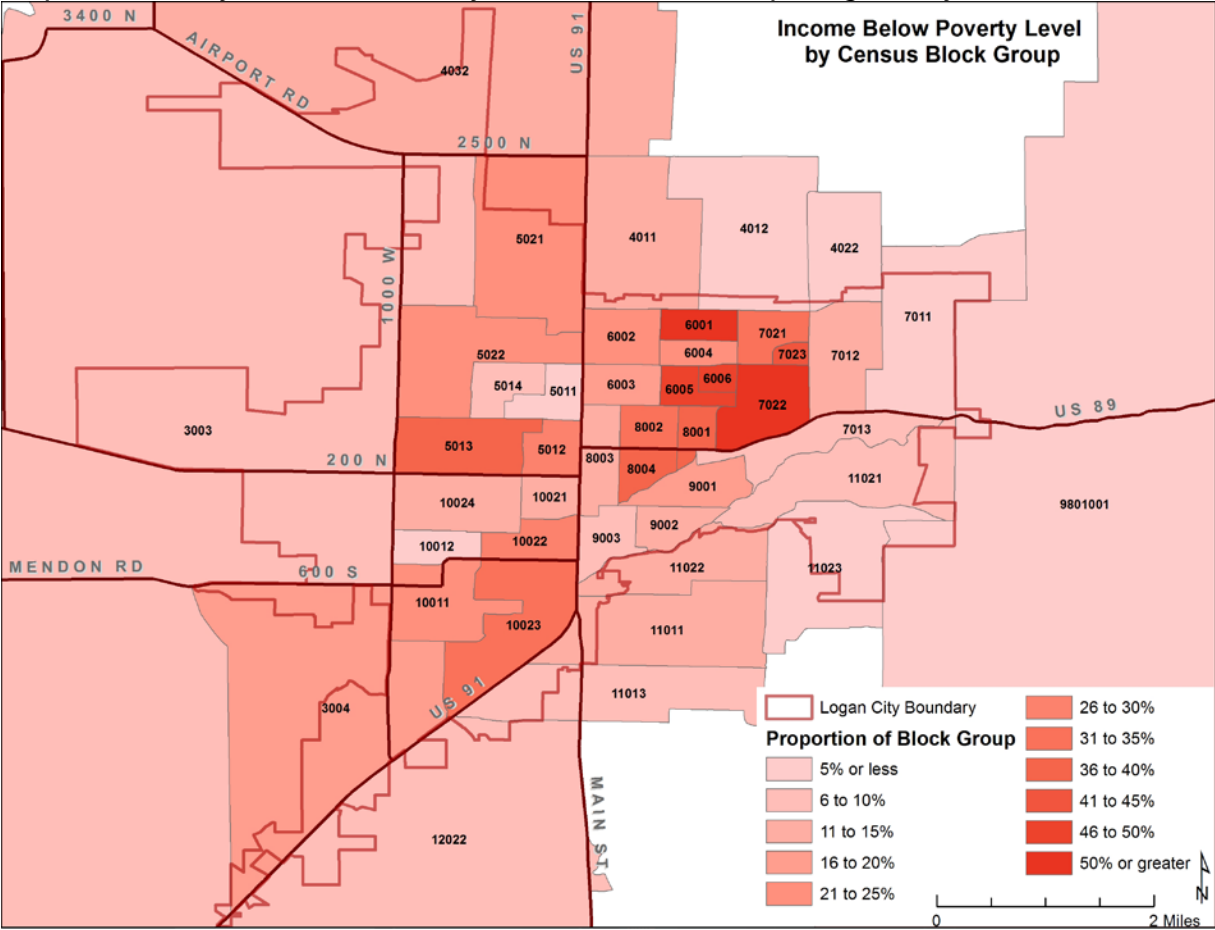 3400 N
Income Below Poverty Level
by Census Block Group
US 91
AIRPORT RD
4032
2500 N
5021
4011
4012
4022
1000 W
7011
6001
6002
7021
6004
7023
7012
5022
5014
5011
6003
6005
6006
7022
US 89
3003
8002
8001
7013
5013
5012
200 N
8003
8004
11021
9001
10024
10021
9801001
9002
10022
9003
10012
MENDON RD
600 S
11022
11023
10011
10023
11011
US 91
3004
11013
MAIN ST
12022
Logan City Boundary
Proportion of Block Group
5% or less
6 to 10%
11 to 15%
16 to 20%
21 to 25%
26 to 30%
31 to 35%
36 to 40%
41 to 45%
46 to 50%
50% or greater
N
0
2 Miles